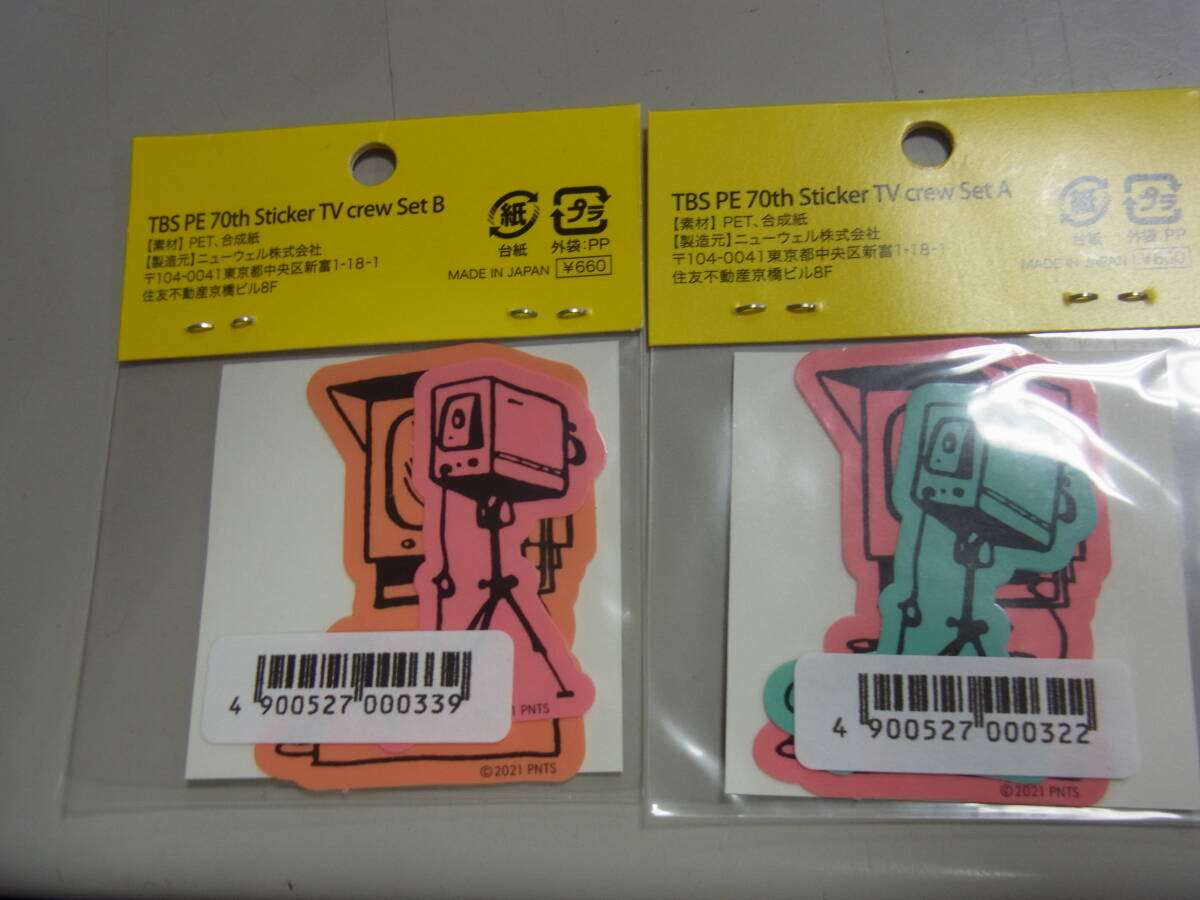 TBS PE 70th Sticker TV crew Set B
【素材】PET、合成紙
【製造元】ニューウェル株式会社
〒104-0041東京都中央区新富1-18-1
住友不動産京橋ビル8F
紙
台紙
プラ
外袋:PP
MADE IN JAPAN ¥660
PNTS
4 900527 000339
©2021 PNTS
TBS PE 70th Sticker TV crew Set A
【素材】PET、合成紙
【製造元】ニューウェル株式会社
〒104-0041東京都中央区新富1-18-1
住友不動産京橋ビル8F
紙
台紙
プラ
外袋:PP
MADE IN JAPAN ¥660
4 900527 000322
©2021 PNTS